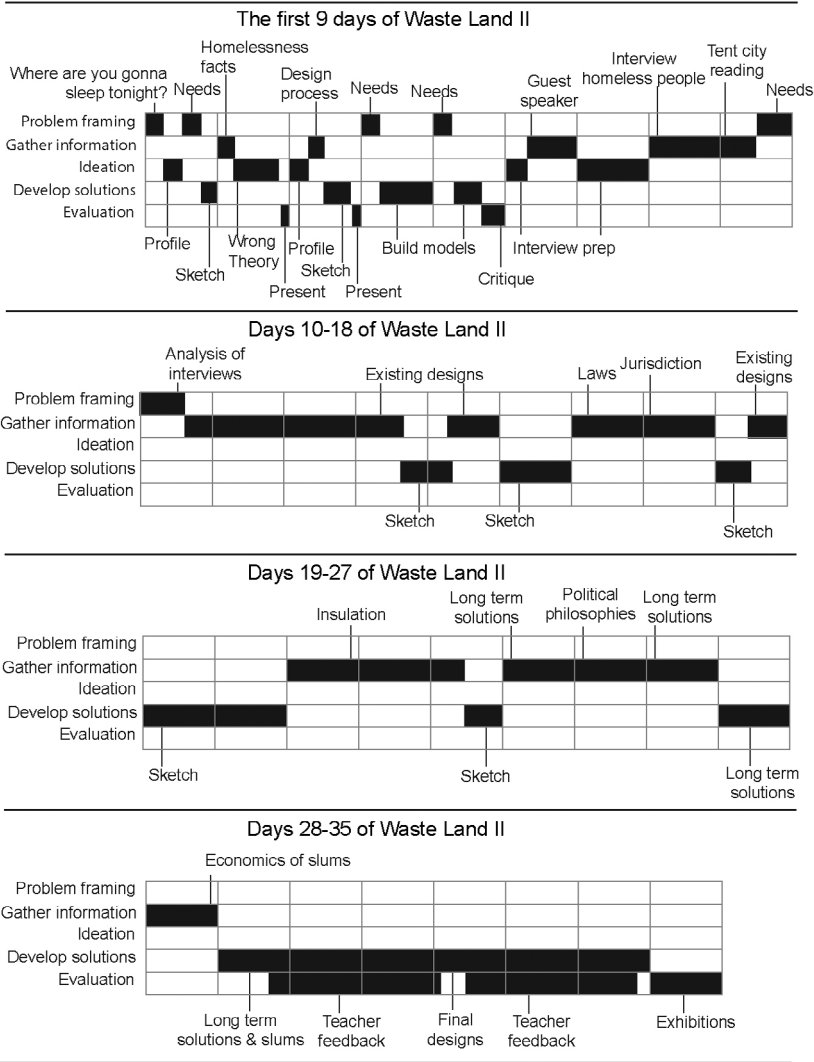 The first 9 days of Waste Land II
Homelessness
facts
Where are you gonna
sleep tonight?
Needs
Design
process
Needs
Needs
Guest
speaker
Interview
homeless people
Tent city
reading
Needs
Problem framing
Gather information
Ideation
Develop solutions
Evaluation
Profile
Sketch
Wrong
Theory
Present
Profile
Sketch
Present
Build models
Critique
Interview prep
Days 10-18 of Waste Land II
Analysis of
interviews
Existing designs
Laws
Jurisdiction
Existing
designs
Problem framing
Gather information
Ideation
Develop solutions
Evaluation
Sketch
Sketch
Sketch
Days 19-27 of Waste Land II
Insulation
Long term
solutions
Political
philosophies
Long term
solutions
Problem framing
Gather information
Ideation
Develop solutions
Evaluation
Sketch
Sketch
Long term
solutions
Days 28-35 of Waste Land II
Economics of slums
Problem framing
Gather information
Ideation
Develop solutions
Evaluation
Long term
solutions & slums
Teacher
feedback
Final
designs
Teacher
feedback
Exhibitions